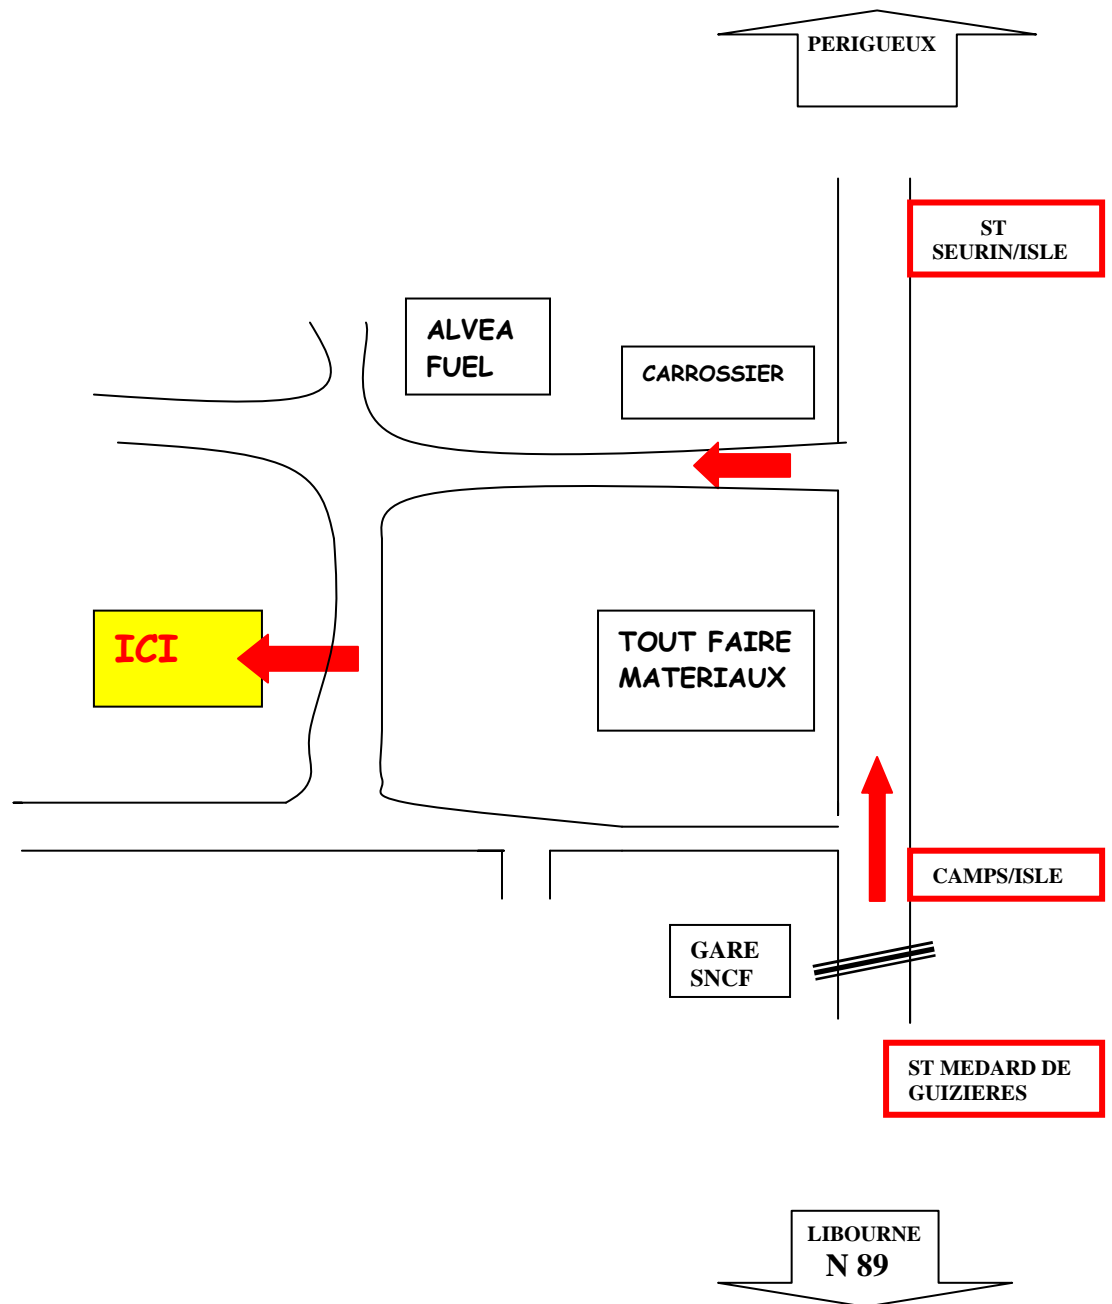 PERIGUEUX
ST
SEURIN/ISLE
ALVEA
FUEL
CARROSSIER
ICI
TOUT FAIRE
MATERIAUX
CAMPS/ISLE
GARE
SNCF
ST MEDARD DE
GUIZIERES
LIBOURNE
N 89